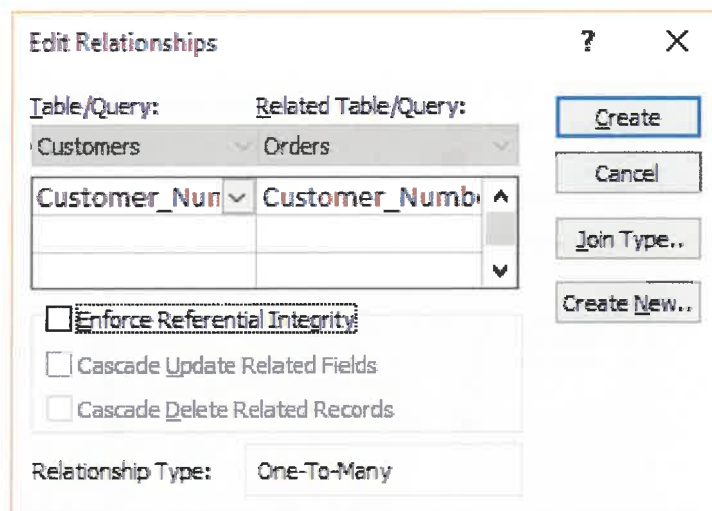 Edit Relationships ? X
Table/Query: Related Table/Query:
Customers Orders
Customer_Num Customer_Numb
Enforce Referential Integrity
Cascade Update Related Fields
Cascade Delete Related Records
Relationship Type: One-To-Many
Create
Cancel
Join Type..
Create New..